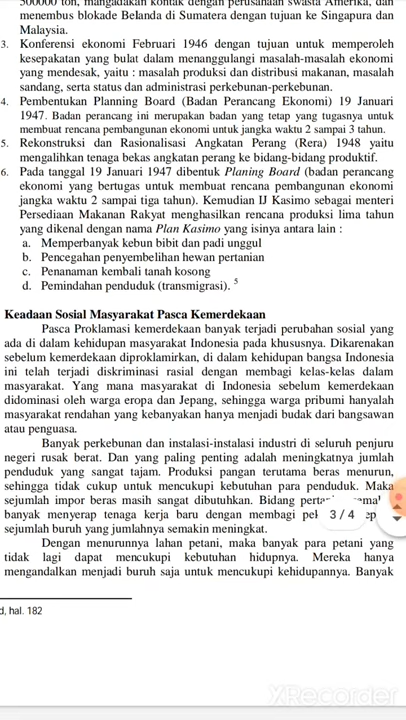 500000 ton, mangadakan kontak dengan perusahaan swasta Amerika, dan
menembus blokade Belanda di Sumatera dengan tujuan ke Singapura dan
Malaysia.
3. Konferensi ekonomi Februari 1946 dengan tujuan untuk memperoleh
kesepakatan yang bulat dalam menanggulangi masalah-masalah ekonomi
yang mendesak, yaitu : masalah produksi dan distribusi makanan, masalah
sandang, serta status dan administrasi perkebunan-perkebunan.
4. Pembentukan Planning Board (Badan Perancang Ekonomi) 19 Januari
1947. Badan perancang ini merupakan badan yang tetap yang tugasnya untuk
membuat rencana pembangunan ekonomi untuk jangka waktu 2 sampai 3 tahun.
5. Rekonstruksi dan Rasionalisasi Angkatan Perang (Rera) 1948 yaitu
mengalihkan tenaga bekas angkatan perang ke bidang-bidang produktif.
6. Pada tanggal 19 Januari 1947 dibentuk Planing Board (badan perancang
ekonomi yang bertugas untuk membuat rencana pembangunan ekonomi
jangka waktu 2 sampai tiga tahun). Kemudian IJ Kasimo sebagai menteri
Persediaan Makanan Rakyat menghasilkan rencana produksi lima tahun
yang dikenal dengan nama Plan Kasimo yang isinya antara lain :
a. Memperbanyak kebun bibit dan padi unggul
b. Pencegahan penyembelihan hewan pertanian
c. Penanaman kembali tanah kosong
d. Pemindahan penduduk (transmigrasi). 5
Keadaan Sosial Masyarakat Pasca Kemerdekaan
Pasca Proklamasi kemerdekaan banyak terjadi perubahan sosial yang
ada di dalam kehidupan masyarakat Indonesia pada khususnya. Dikarenakan
sebelum kemerdekaan diproklamirkan, di dalam kehidupan bangsa Indonesia
ini telah terjadi diskriminasi rasial dengan membagi kelas-kelas dalam
masyarakat. Yang mana masyarakat di Indonesia sebelum kemerdekaan
didominasi oleh warga eropa dan Jepang, sehingga warga pribumi hanyalah
masyarakat rendahan yang kebanyakan hanya menjadi budak dari bangsawan
atau penguasa.
Banyak perkebunan dan instalasi-instalasi industri di seluruh penjuru
negeri rusak berat. Dan yang paling penting adalah meningkatnya jumlah
penduduk yang sangat tajam. Produksi pangan terutama beras menurun,
sehingga tidak cukup untuk mencukupi kebutuhan para penduduk. Maka
sejumlah impor beras masih sangat dibutuhkan. Bidang
banyak menyerap tenaga kerja baru dengan membagi 3 / 4
sejumlah buruh yang jumlahnya semakin meningkat.
Dengan menurunnya lahan petani, maka banyak para petani yang
tidak lagi dapat mencukupi kebutuhan hidupnya. Mereka hanya
mengandalkan menjadi buruh saja untuk mencukupi kehidupannya. Banyak
d, hal. 182
XRecorder